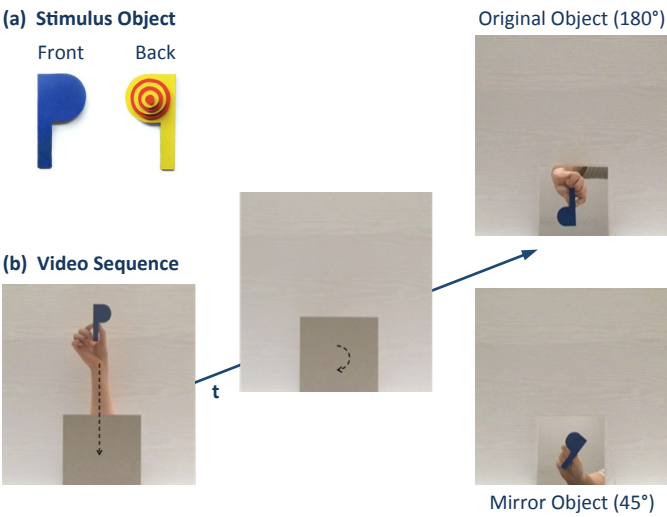 (a) Stimulus Object
Front Back
Original Object (180°)
(b) Video Sequence
t
Mirror Object (45°)